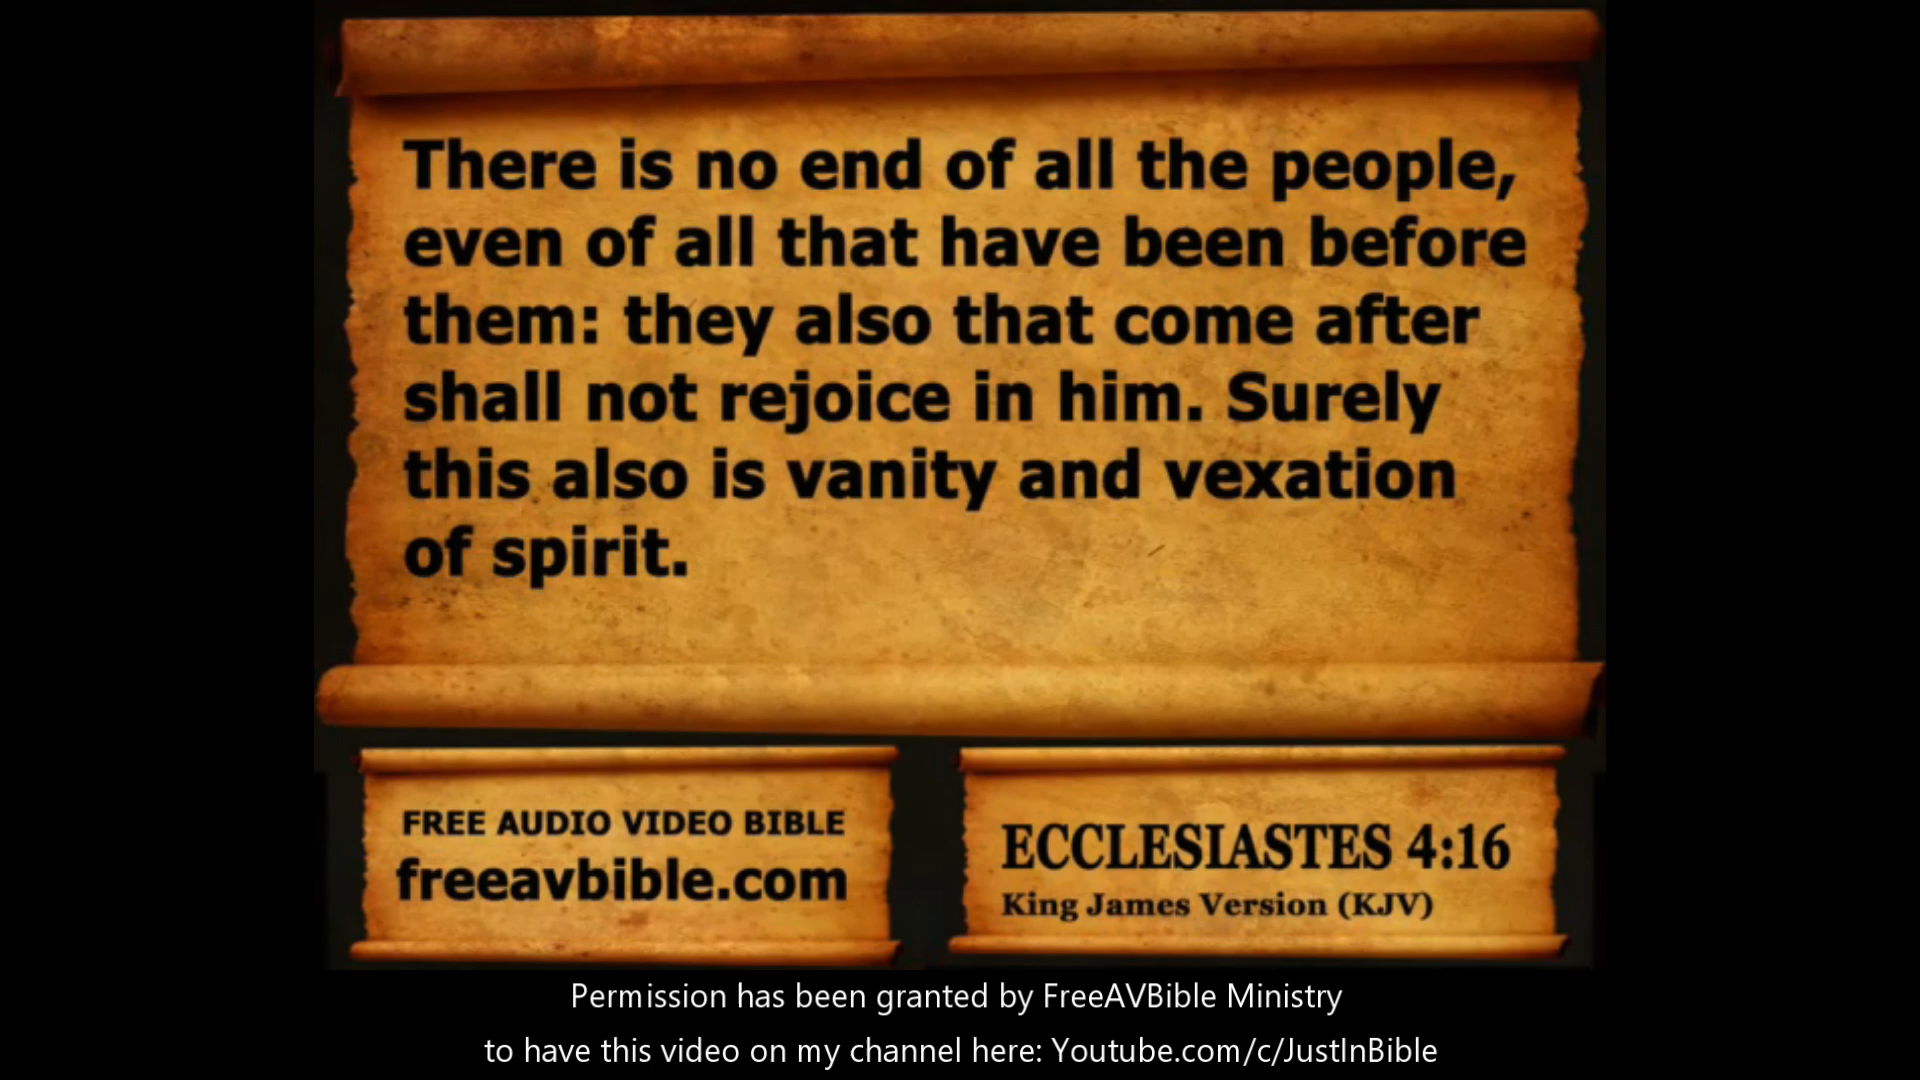 There is no end of all the people,
even of all that have been before
them: they also that come after
shall not rejoice in him. Surely
this also is vanity and vexation
of spirit.
FREE AUDIO VIDEO BIBLE
freeavbible.com
ECCLESIASTES 4:16
King James Version (KJV)
Permission has been granted by FreeAVBible Ministry
to have this video on my channel here: Youtube.com/c/JustInBible